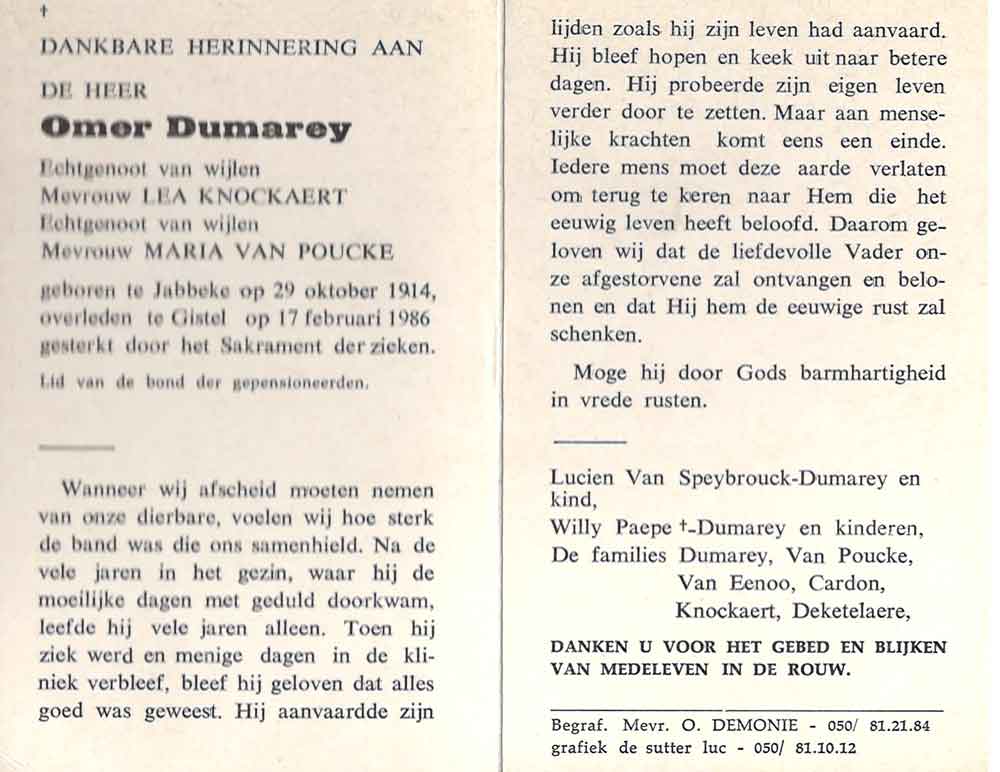 †
DANKBARE HERINNERING AAN
DE HEER
Omer Dumarey
Echtgenoot van wijlen
Mevrouw LEA KNOCKAERT
Echtgenoot van wijlen
Mevrouw MARIA VAN POUCKE
geboren te Jabbeke op 29 oktober 1914,
overleden te Gistel op 17 februari 1986
gesterkt door het Sakrament der zieken.
Lid van de bond der gepensioneerden.
Wanneer wij afscheid moeten nemen
van onze dierbare, voelen wij hoe sterk
de band was die ons samenhield. Na de
vele jaren in het gezin, waar hij de
moeilijke dagen met geduld doorkwam,
leefde hij vele jaren alleen. Toen hij
ziek werd en menige dagen in de kli-
niek verbleef, bleef hij geloven dat alles
goed was geweest. Hij aanvaardde zijn
lijden zoals hij zijn leven had aanvaard.
Hij bleef hopen en keek uit naar betere
dagen. Hij probeerde zijn eigen leven
verder door te zetten. Maar aan mense-
lijke krachten komt eens een einde.
Iedere mens moet deze aarde verlaten
om terug te keren naar Hem die het
eeuwig leven heeft beloofd. Daarom ge-
loven wij dat de liefdevolle Vader on-
ze afgestorvene zal ontvangen en belo-
nen en dat Hij hem de eeuwige rust zal
schenken.
Moge hij door Gods barmhartigheid
in vrede rusten.
Lucien Van Speybrouck-Dumarey en
kind,
Willy Paepe †-Dumarey en kinderen,
De families Dumarey, Van Poucke,
Van Eenoo, Cardon,
Knockaert, Deketelaere,
DANKEN U VOOR HET GEBED EN BLIJKEN
VAN MEDELEVEN IN DE ROUW.
Begraf. Mevr. O. DEMONIE - 050/ 81.21.84
grafiek de sutter luc - 050/ 81.10.12